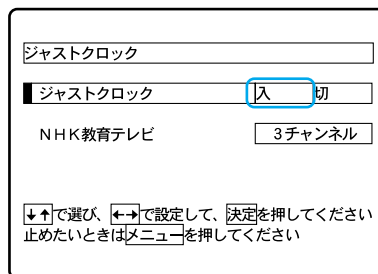 ジャストクロック
ジャストクロック 入 切
NHK教育テレビ 3チャンネル
↓↑で選び、←→で設定して、決定を押してください
止めたいときはメニューを押してください